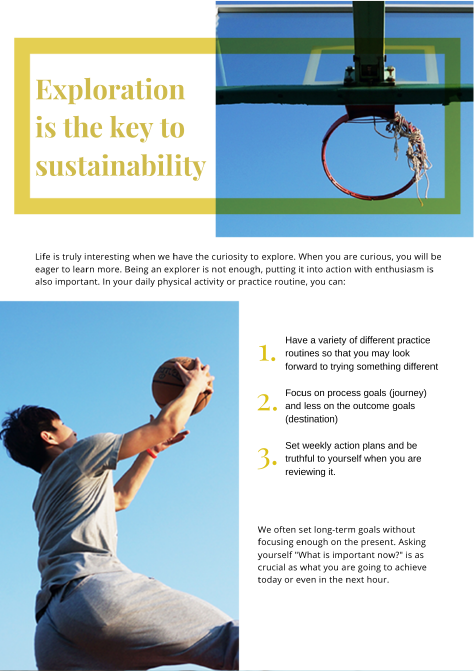 Exploration
is the key to
sustainability
Life is truly interesting when we have the curiosity to explore. When you are curious, you will be
eager to learn more. Being an explorer is not enough, putting it into action with enthusiasm is
also important. In your daily physical activity or practice routine, you can:
1. Have a variety of different practice
routines so that you may look
forward to trying something different
2. Focus on process goals (journey)
and less on the outcome goals
(destination)
3. Set weekly action plans and be
truthful to yourself when you are
reviewing it.
We often set long-term goals without
focusing enough on the present. Asking
yourself "What is important now?" is as
crucial as what you are going to achieve
today or even in the next hour.